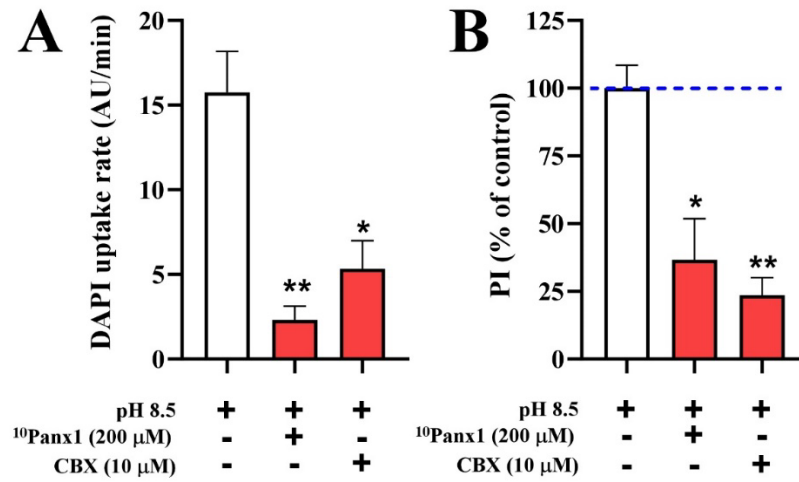 A
DAPI uptake rate (AU/min)
20
15
10
5
0
**
*
pH 8.5 + + +
¹⁰Panx1 (200 μM) - + -
CBX (10 μM) - - +
B
PI (% of control)
125
100
75
50
25
0
*
**
pH 8.5 + + +
¹⁰Panx1 (200 μM) - + -
CBX (10 μM) - - +